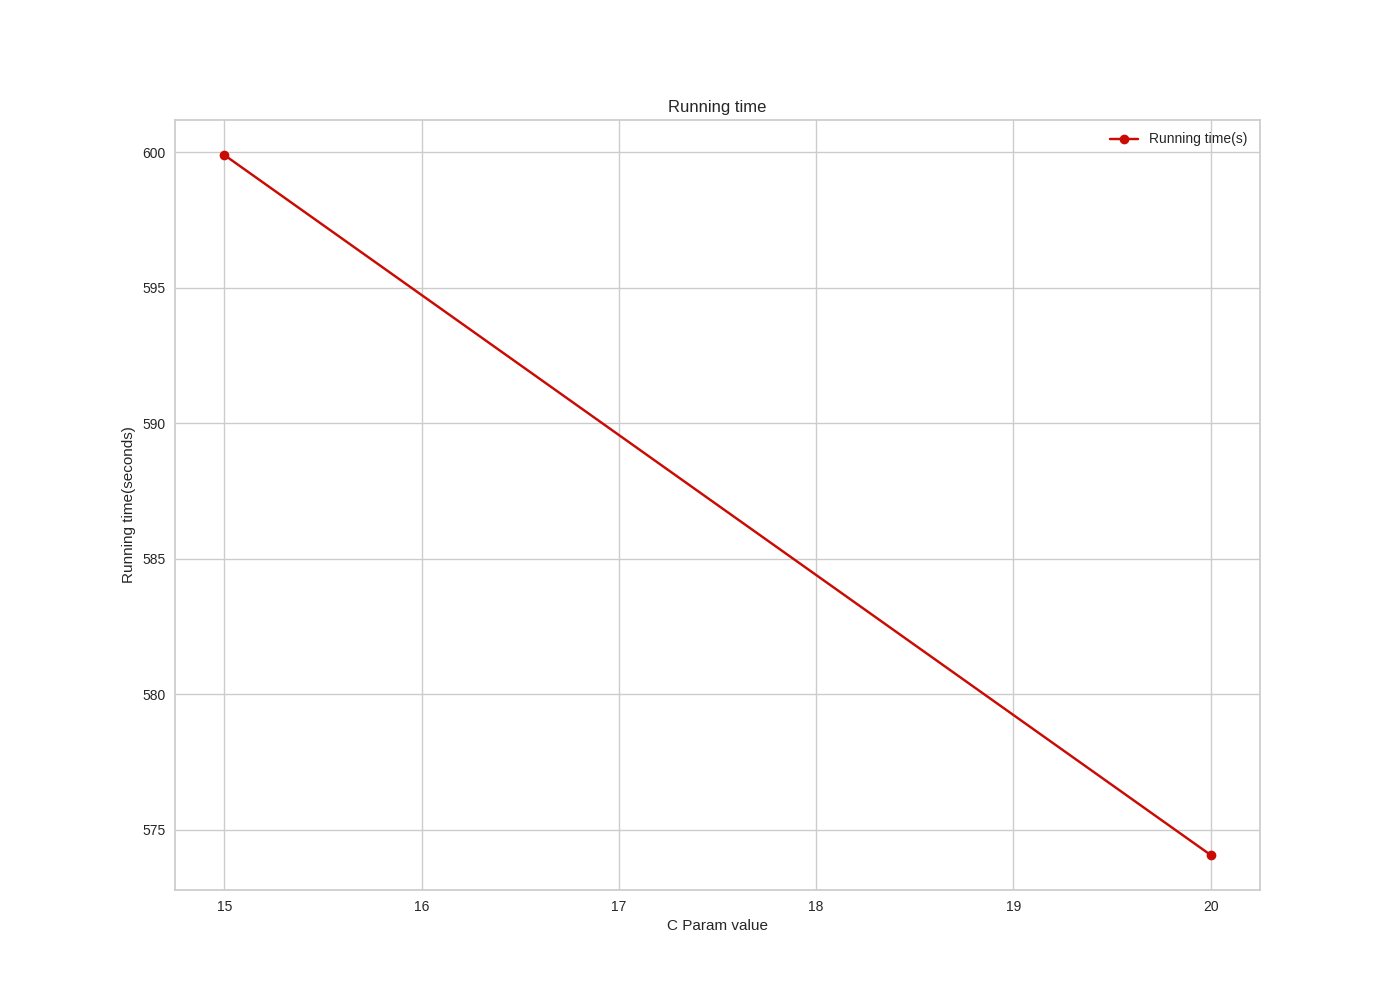 Running time
Running time(s)
600
595
590
585
580
575
Running time(seconds)
15 16 17 18 19 20
C Param value